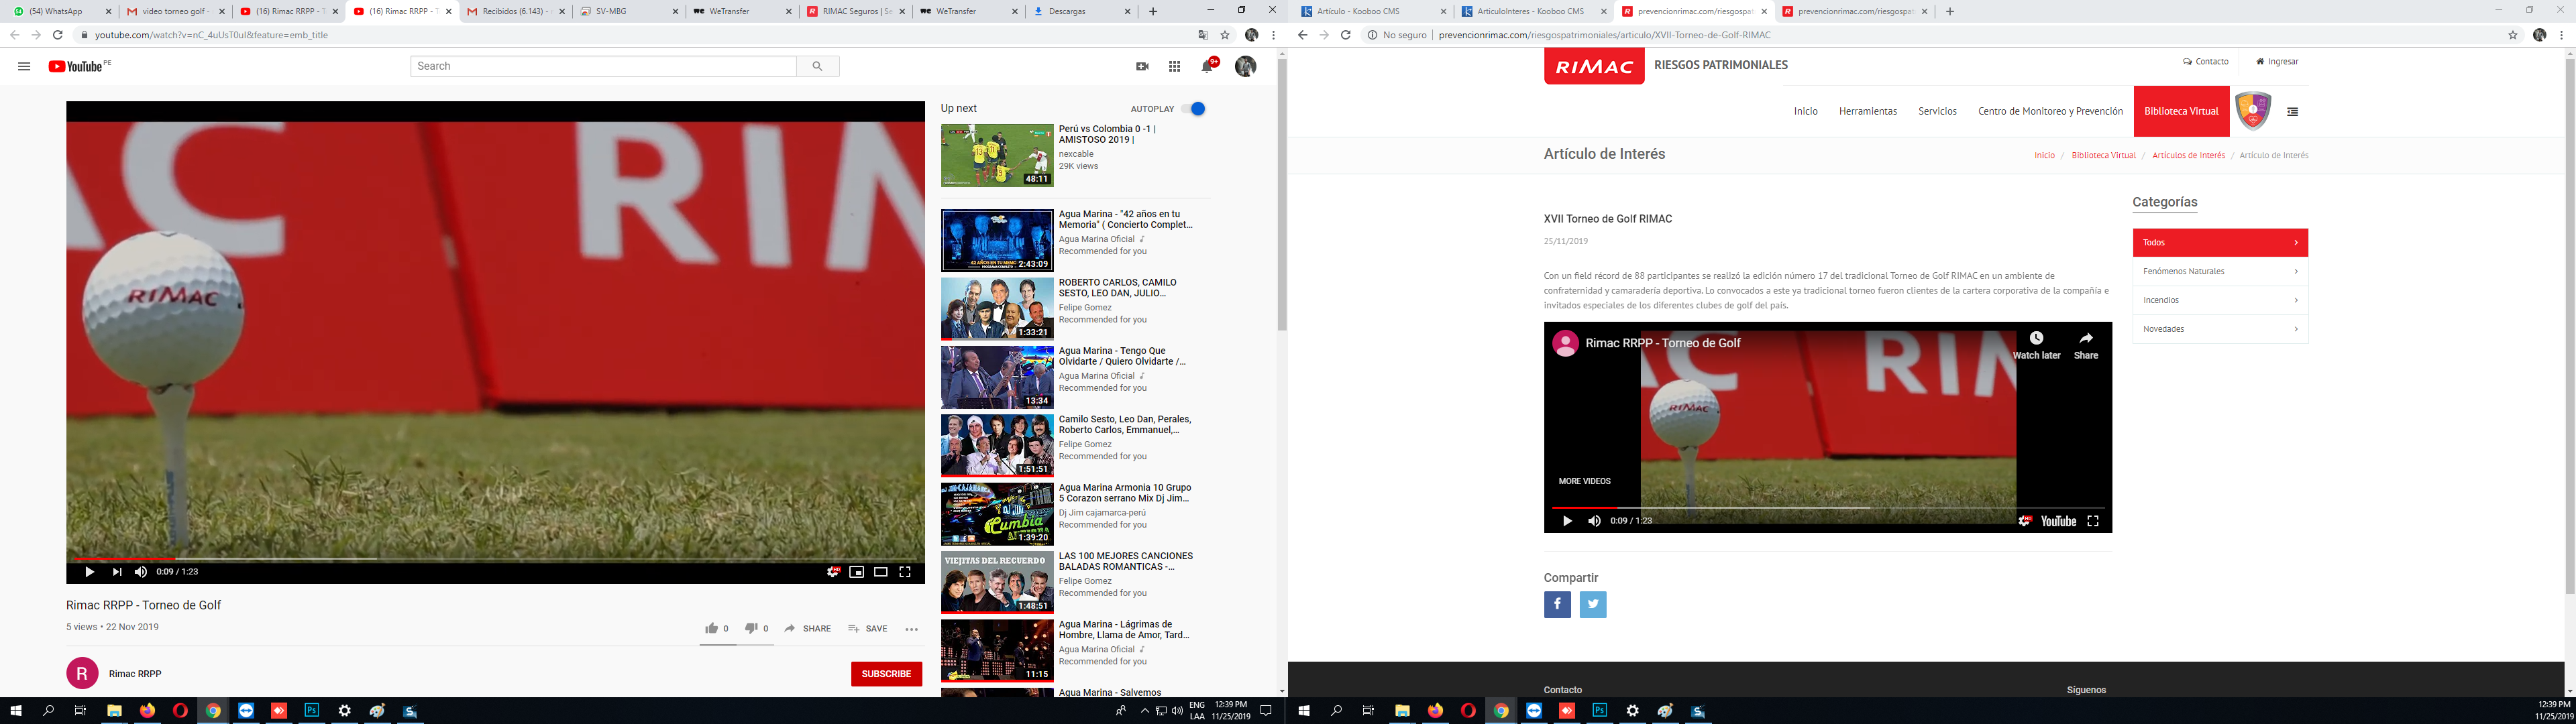 (54) WhatsApp
video torneo golf -
(16) Rimac RRPP - T
(16) Rimac RRPP - T
Recibidos (6.143) -
SV-MBG
WeTransfer
RIMAC Seguros | Se
WeTransfer
Descargas
youtube.com/watch?v=nC_4uUsT0uI&feature=emb_title
YouTube PE
Search
9+
RIMAC
Rimac RRPP - Torneo de Golf
5 views • 22 Nov 2019
0
0
SHARE
SAVE
0:09 / 1:23
R
Rimac RRPP
SUBSCRIBE
Up next
AUTOPLAY
Perú vs Colombia 0 -1 |
AMISTOSO 2019 |
nexcable
29K views
48:11
Agua Marina - "42 años en tu
Memoria" ( Concierto Complet...
Agua Marina Oficial
Recommended for you
2:43:09
ROBERTO CARLOS, CAMILO
SESTO, LEO DAN, JULIO...
Felipe Gomez
Recommended for you
1:33:21
Agua Marina - Tengo Que
Olvidarte / Quiero Olvidarte /...
Agua Marina Oficial
Recommended for you
13:34
Camilo Sesto, Leo Dan, Perales,
Roberto Carlos, Emmanuel,...
Felipe Gomez
Recommended for you
1:51:51
Agua Marina Armonia 10 Grupo
5 Corazon serrano Mix Dj Jim...
Dj Jim cajamarca-perú
Recommended for you
Cumbia
1:39:20
LAS 100 MEJORES CANCIONES
BALADAS ROMANTICAS -...
Felipe Gomez
Recommended for you
VIEJITAS DEL RECUERDO
1:48:51
Agua Marina - Lágrimas de
Hombre, Llama de Amor, Tard...
Agua Marina Oficial
Recommended for you
11:15
Agua Marina - Salvemos
ENG
LAA
12:39 PM
11/25/2019
Artículo - Kooboo CMS
ArticuloInteres - Kooboo CMS
prevencionrimac.com/riesgospat
prevencionrimac.com/riesgospat
No seguro
prevencionrimac.com/riesgospatrimoniales/articulo/XVII-Torneo-de-Golf-RIMAC
RIMAC
RIESGOS PATRIMONIALES
Contacto
Ingresar
Inicio
Herramientas
Servicios
Centro de Monitoreo y Prevención
Biblioteca Virtual
Artículo de Interés
Inicio / Biblioteca Virtual / Artículos de Interés / Artículo de Interés
XVII Torneo de Golf RIMAC
25/11/2019
Con un field récord de 88 participantes se realizó la edición número 17 del tradicional Torneo de Golf RIMAC en un ambiente de
confraternidad y camaradería deportiva. Lo convocados a este ya tradicional torneo fueron clientes de la cartera corporativa de la compañía e
invitados especiales de los diferentes clubes de golf del país.
Rimac RRPP - Torneo de Golf
Watch later
Share
RIMAC
MORE VIDEOS
0:09 / 1:23
YouTube
Categorías
Todos
Fenómenos Naturales
Incendios
Novedades
Compartir
Contacto
Síguenos
12:39 PM
11/25/2019